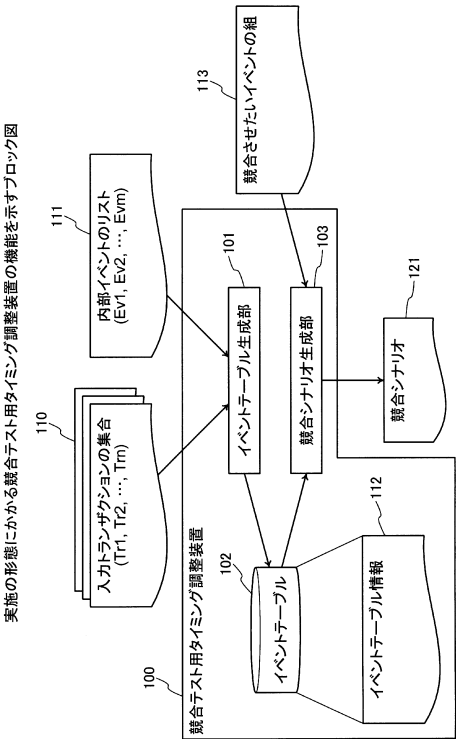 実施の形態にかかる競合テスト用タイミング調整装置の機能を示すブロック図
110
入力トランザクションの集合
(Tr1, Tr2, …, Trn)
111
内部イベントのリスト
(Ev1, Ev2, …, Evm)
100
競合テスト用タイミング調整装置
101
イベントテーブル生成部
113
競合させたいイベントの組
102
イベントテーブル
103
競合シナリオ生成部
112
イベントテーブル情報
121
競合シナリオ